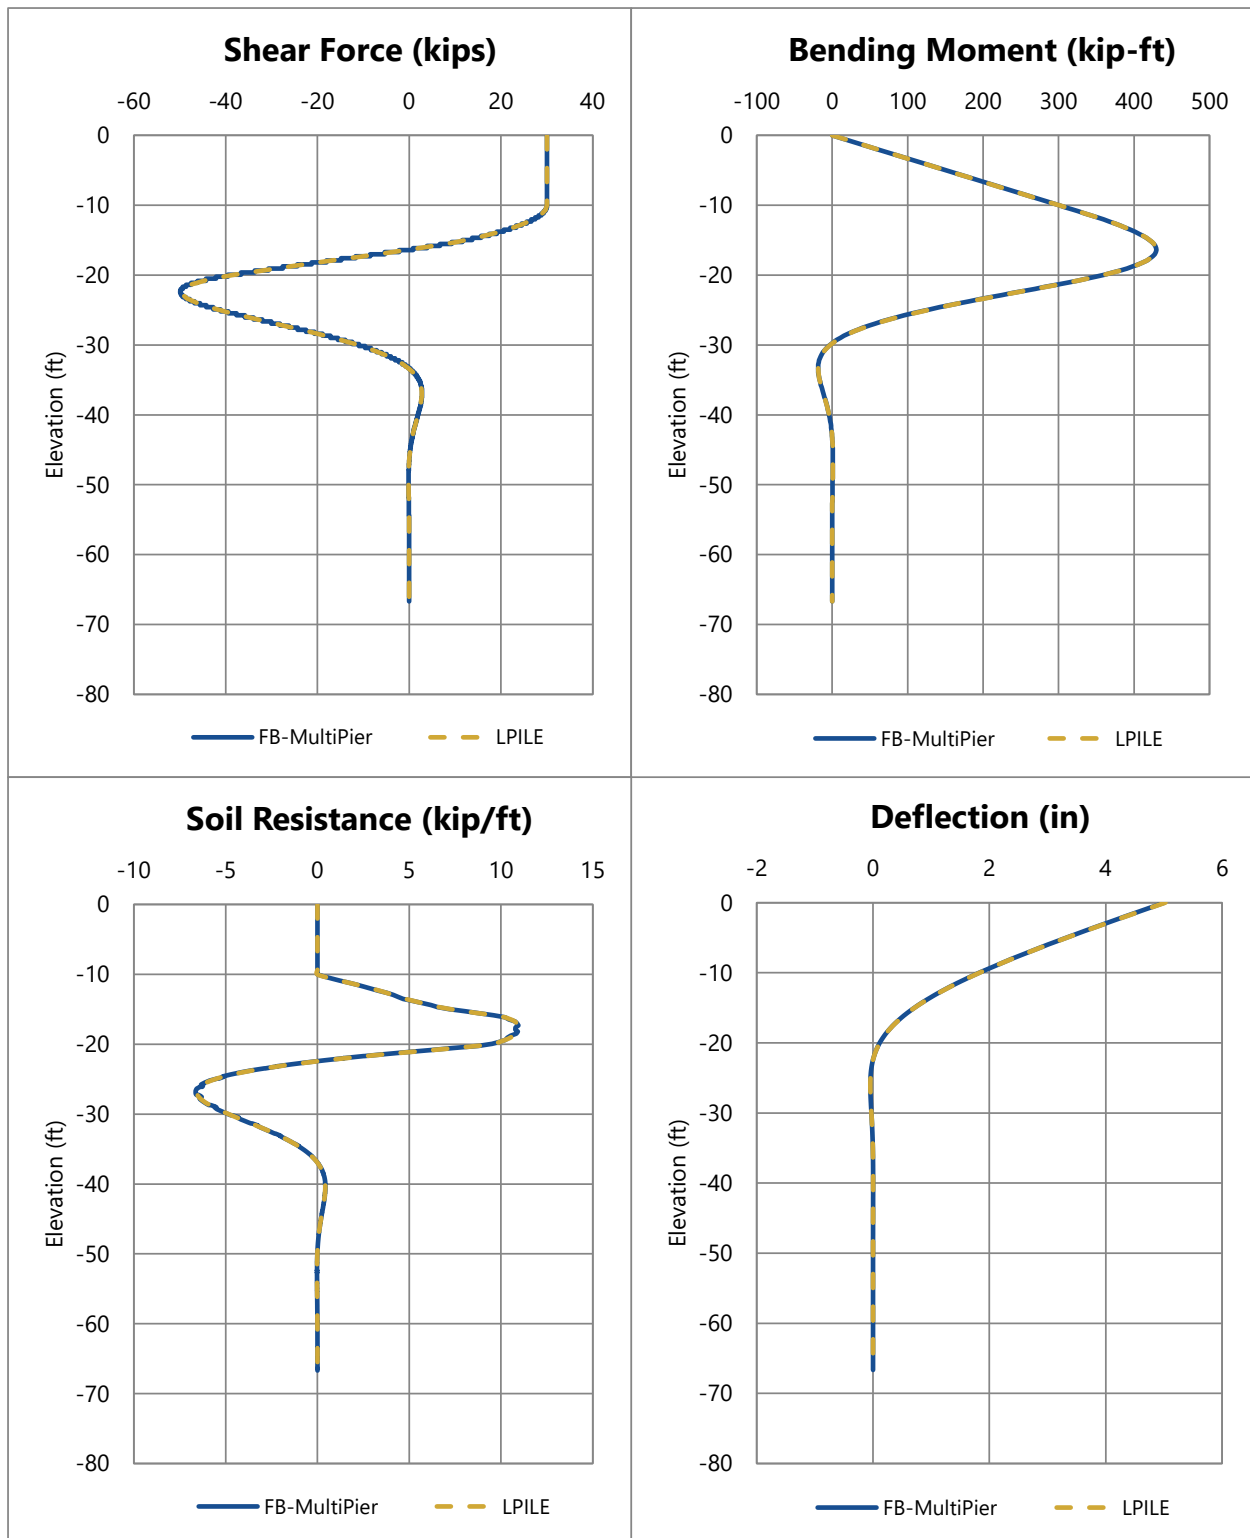 Shear Force (kips)
-60 -40 -20 0 20 40
0
-10
-20
-30
-40
-50
-60
-70
-80
Elevation (ft)
FB-MultiPier LPILE
Bending Moment (kip-ft)
-100 0 100 200 300 400 500
0
-10
-20
-30
-40
-50
-60
-70
-80
Elevation (ft)
FB-MultiPier LPILE
Soil Resistance (kip/ft)
-10 -5 0 5 10 15
0
-10
-20
-30
-40
-50
-60
-70
-80
Elevation (ft)
FB-MultiPier LPILE
Deflection (in)
-2 0 2 4 6
0
-10
-20
-30
-40
-50
-60
-70
-80
Elevation (ft)
FB-MultiPier LPILE